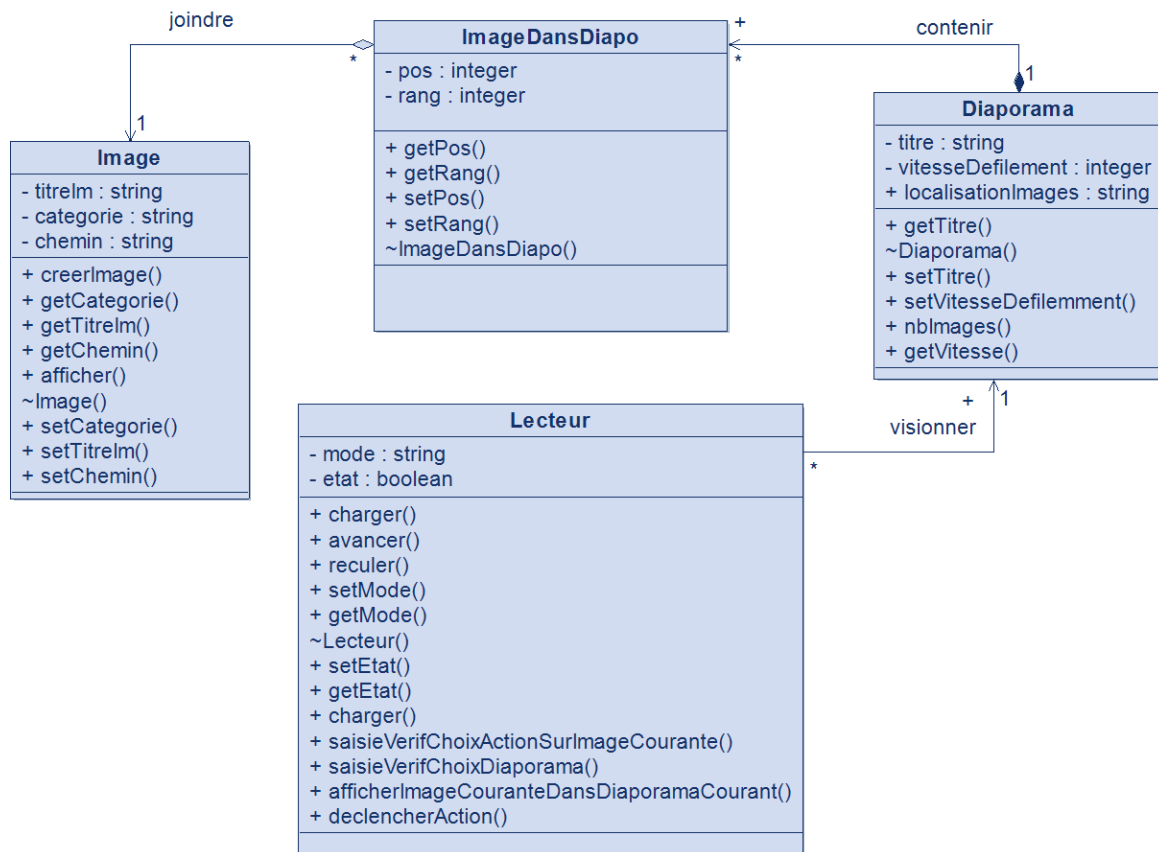 joindre
*
1
ImageDansDiapo
- pos : integer
- rang : integer
+ getPos()
+ getRang()
+ setPos()
+ setRang()
~ImageDansDiapo()
+
*
contenir
1
Diaporama
- titre : string
- vitesseDefilement : integer
+ localisationImages : string
+ getTitre()
~Diaporama()
+ setTitre()
+ setVitesseDefilemment()
+ nbImages()
+ getVitesse()
Image
- titreIm : string
- categorie : string
- chemin : string
+ creerImage()
+ getCategorie()
+ getTitreIm()
+ getChemin()
+ afficher()
~Image()
+ setCategorie()
+ setTitreIm()
+ setChemin()
+
1
visionner
*
Lecteur
- mode : string
- etat : boolean
+ charger()
+ avancer()
+ reculer()
+ setMode()
+ getMode()
~Lecteur()
+ setEtat()
+ getEtat()
+ charger()
+ saisieVerifChoixActionSurImageCourante()
+ saisieVerifChoixDiaporama()
+ afficherImageCouranteDansDiaporamaCourant()
+ declencherAction()